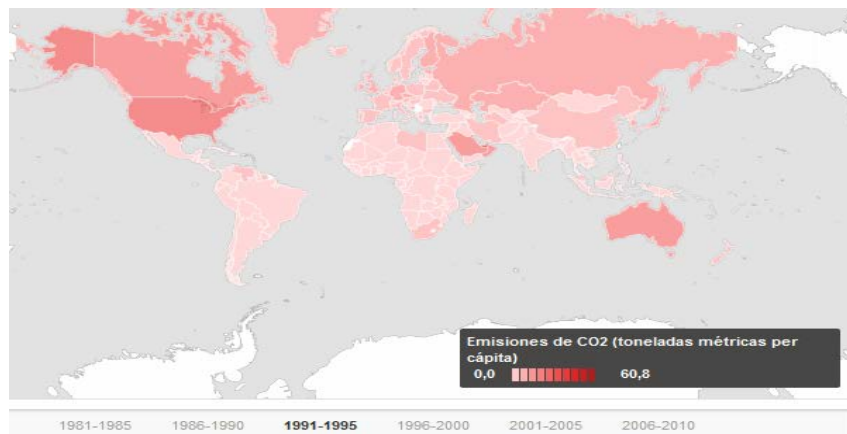 Emisiones de CO2 (toneladas métricas per
cápita)
0,0 60,8
1981-1985 1986-1990 1991-1995 1996-2000 2001-2005 2006-2010